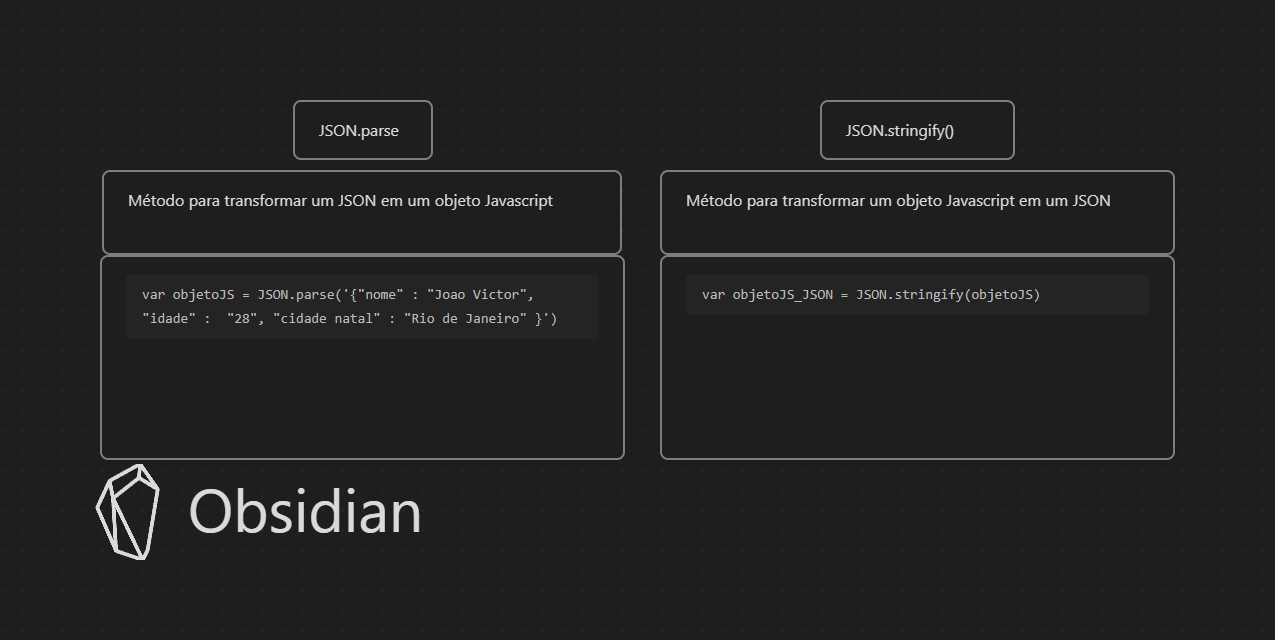 JSON.parse
Método para transformar um JSON em um objeto Javascript
var objetoJS = JSON.parse('{"nome" : "Joao Victor",
"idade" :  "28", "cidade natal" : "Rio de Janeiro" }')
JSON.stringify()
Método para transformar um objeto Javascript em um JSON
var objetoJS_JSON = JSON.stringify(objetoJS)
Obsidian